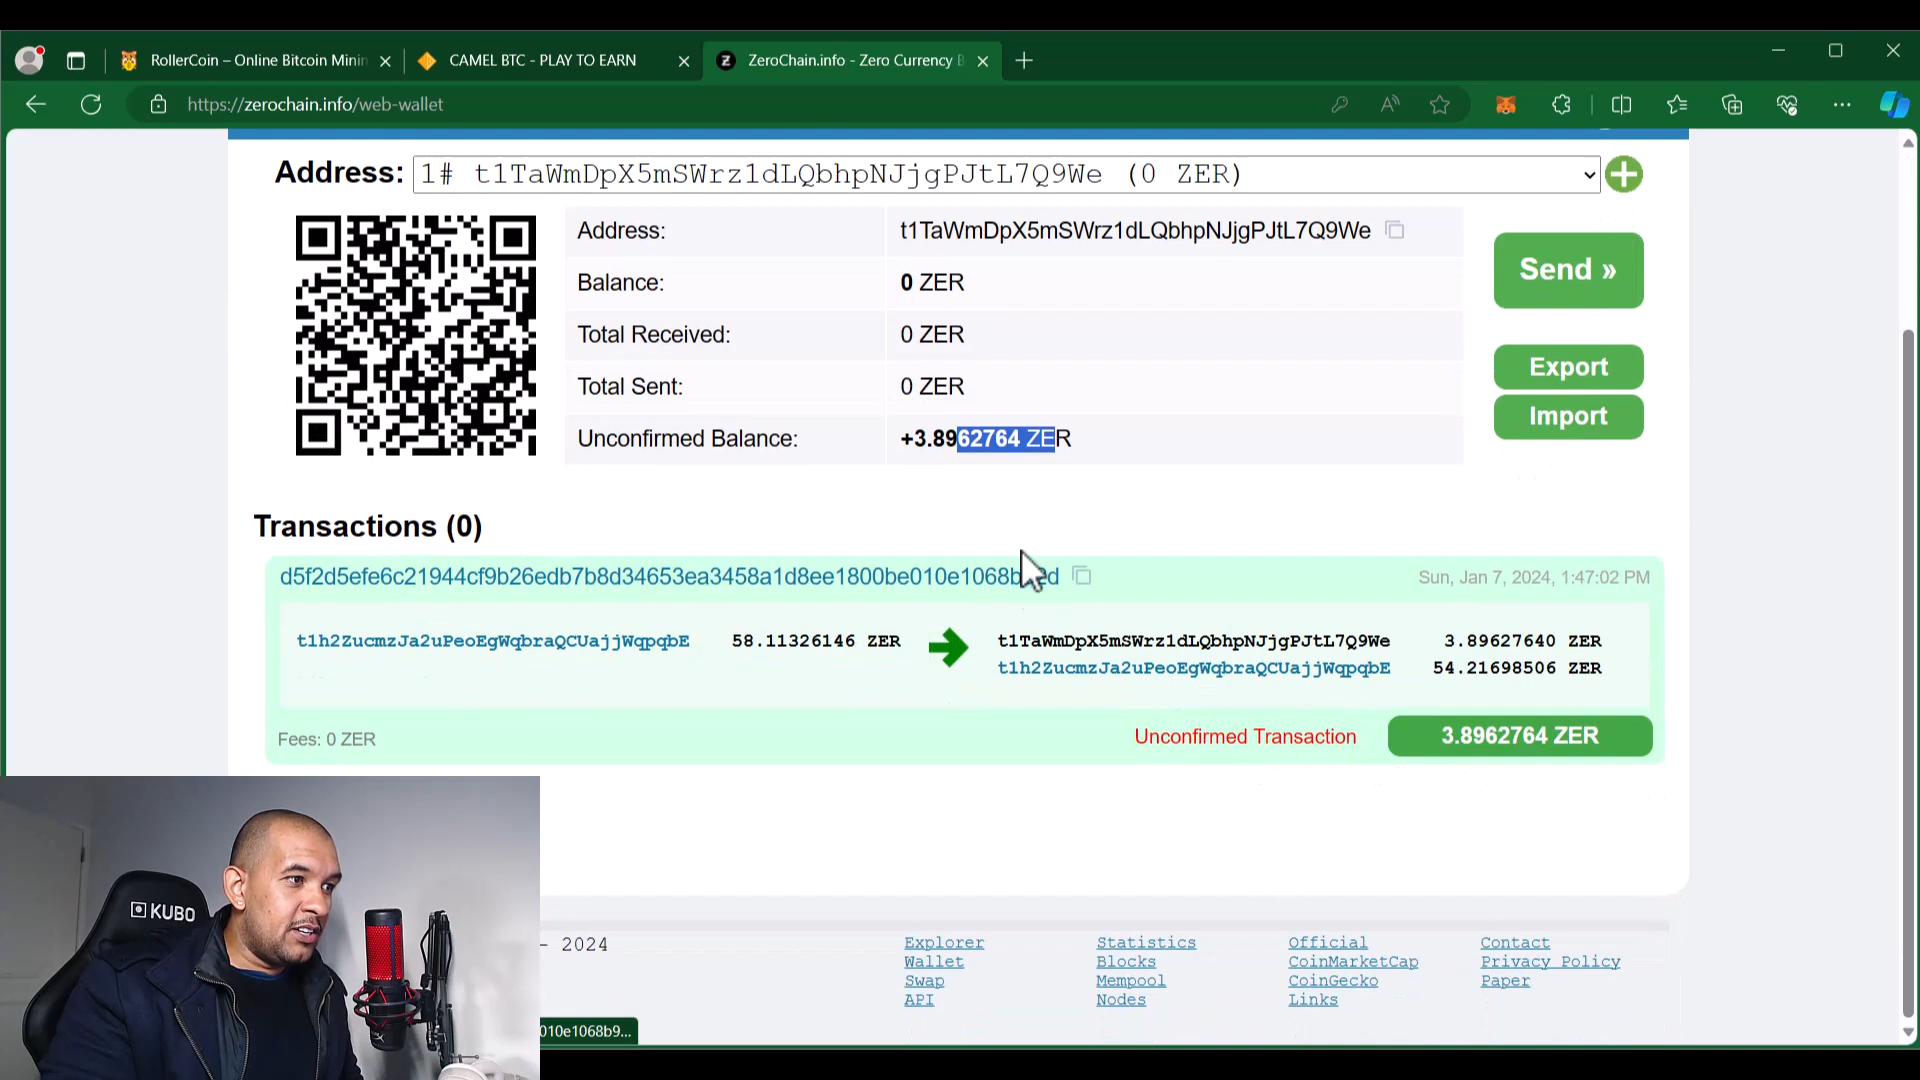 RollerCoin – Online Bitcoin Minin
CAMEL BTC - PLAY TO EARN
ZeroChain.info - Zero Currency B
https://zerochain.info/web-wallet
Address: 1# t1TaWmDpX5mSWrz1dLQbhpNJjgPJtL7Q9We (0 ZER)
Address: t1TaWmDpX5mSWrz1dLQbhpNJjgPJtL7Q9We
Balance: 0 ZER
Total Received: 0 ZER
Total Sent: 0 ZER
Unconfirmed Balance: +3.8962764 ZER
Send »
Export
Import
Transactions (0)
Sun, Jan 7, 2024, 1:47:02 PM
t1h2ZucmzJa2uPeoEgWqbraQCUajjWqpqbE 58.11326146 ZER
t1TaWmDpX5mSWrz1dLQbhpNJjgPJtL7Q9We 3.89627640 ZER
t1h2ZucmzJa2uPeoEgWqbraQCUajjWqpqbE 54.21698506 ZER
Fees: 0 ZER
Unconfirmed Transaction
3.8962764 ZER
KUBO
- 2024
Explorer
Wallet
Swap
API
Statistics
Blocks
Mempool
Nodes
Official
CoinMarketCap
CoinGecko
Links
Contact
Privacy Policy
Paper
010e1068b9...